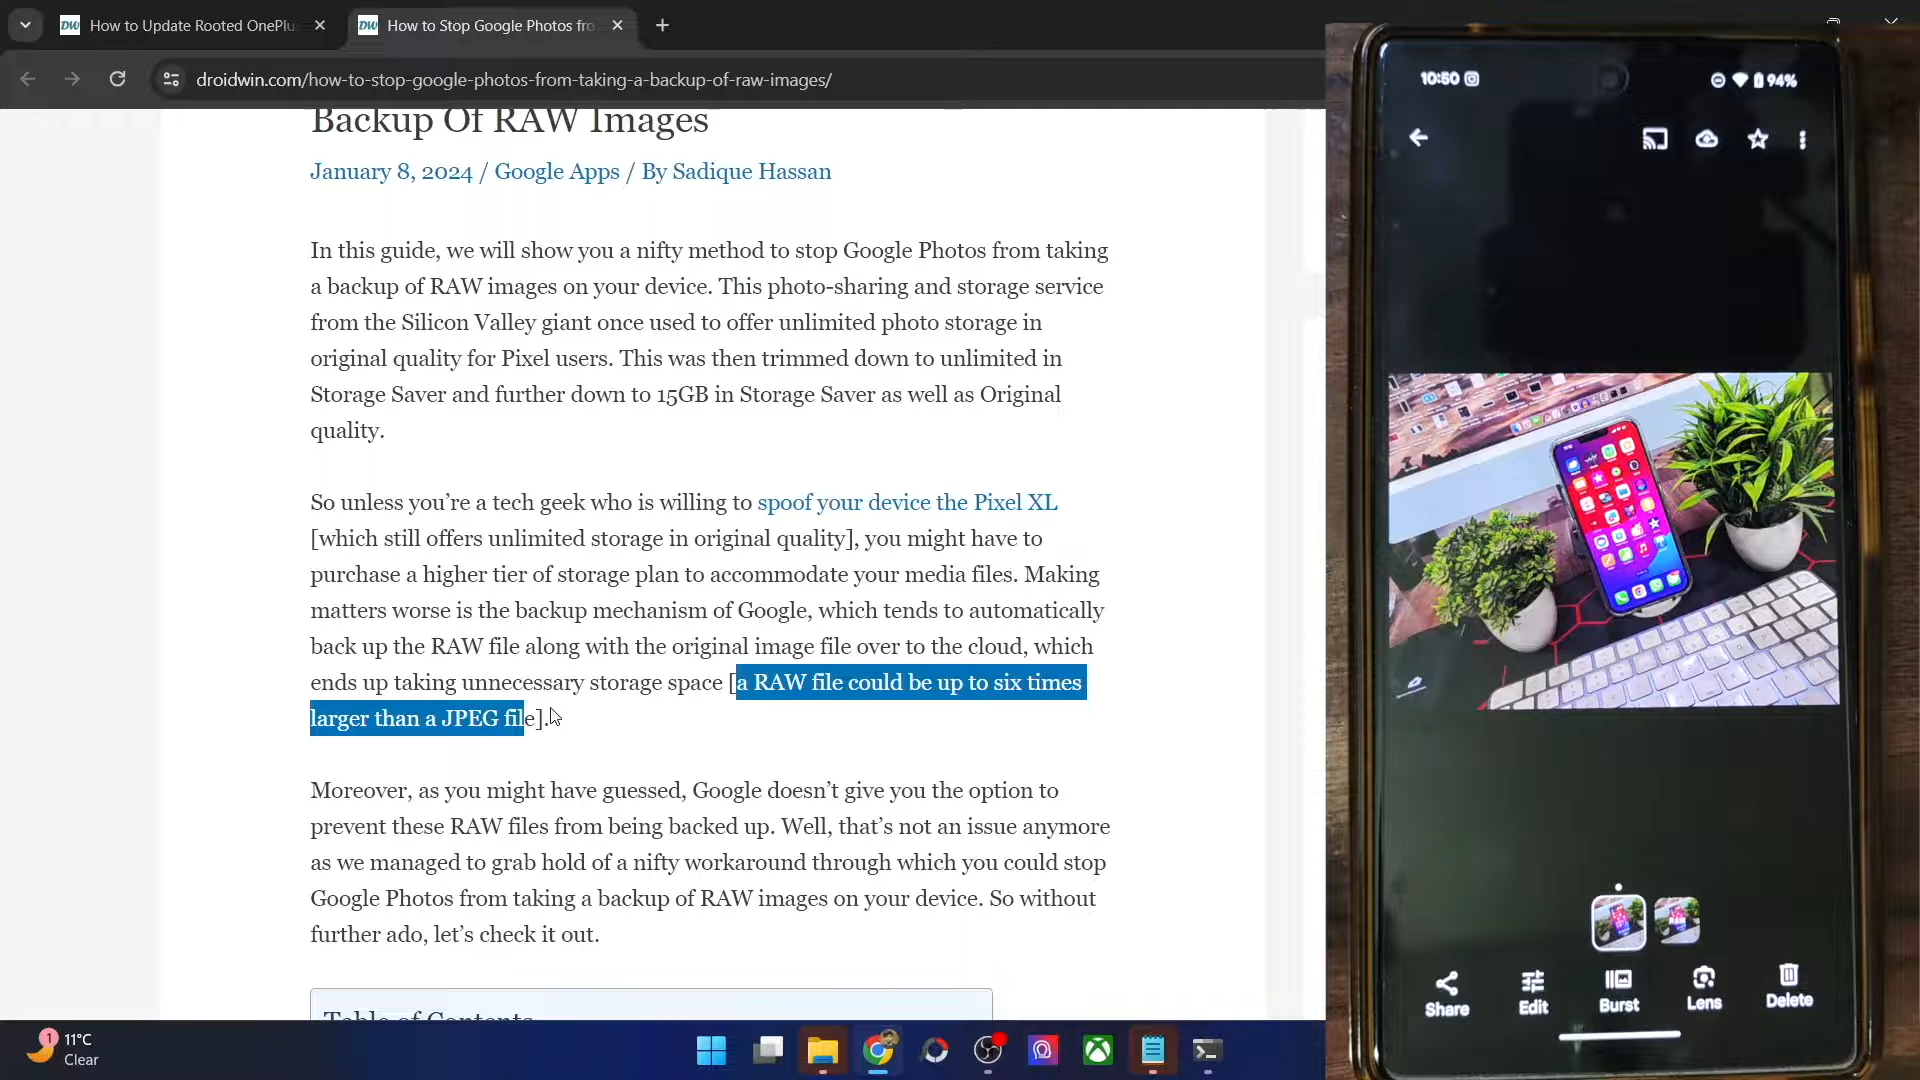 How to Update Rooted OnePlu
How to Stop Google Photos fro
droidwin.com/how-to-stop-google-photos-from-taking-a-backup-of-raw-images/
Backup Of RAW Images
January 8, 2024 / Google Apps / By Sadique Hassan
In this guide, we will show you a nifty method to stop Google Photos from taking
a backup of RAW images on your device. This photo-sharing and storage service
from the Silicon Valley giant once used to offer unlimited photo storage in
original quality for Pixel users. This was then trimmed down to unlimited in
Storage Saver and further down to 15GB in Storage Saver as well as Original
quality.
So unless you’re a tech geek who is willing to spoof your device the Pixel XL
[which still offers unlimited storage in original quality], you might have to
purchase a higher tier of storage plan to accommodate your media files. Making
matters worse is the backup mechanism of Google, which tends to automatically
back up the RAW file along with the original image file over to the cloud, which
ends up taking unnecessary storage space [a RAW file could be up to six times
larger than a JPEG file].
Moreover, as you might have guessed, Google doesn’t give you the option to
prevent these RAW files from being backed up. Well, that’s not an issue anymore
as we managed to grab hold of a nifty workaround through which you could stop
Google Photos from taking a backup of RAW images on your device. So without
further ado, let’s check it out.
Table of Contents
1
11°C
Clear
10:50
94%
Share
Edit
Burst
Lens
Delete